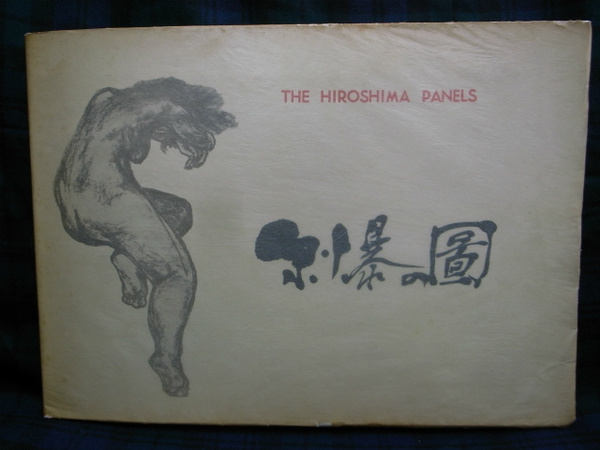 THE HIROSHIMA PANELS
原爆の圖